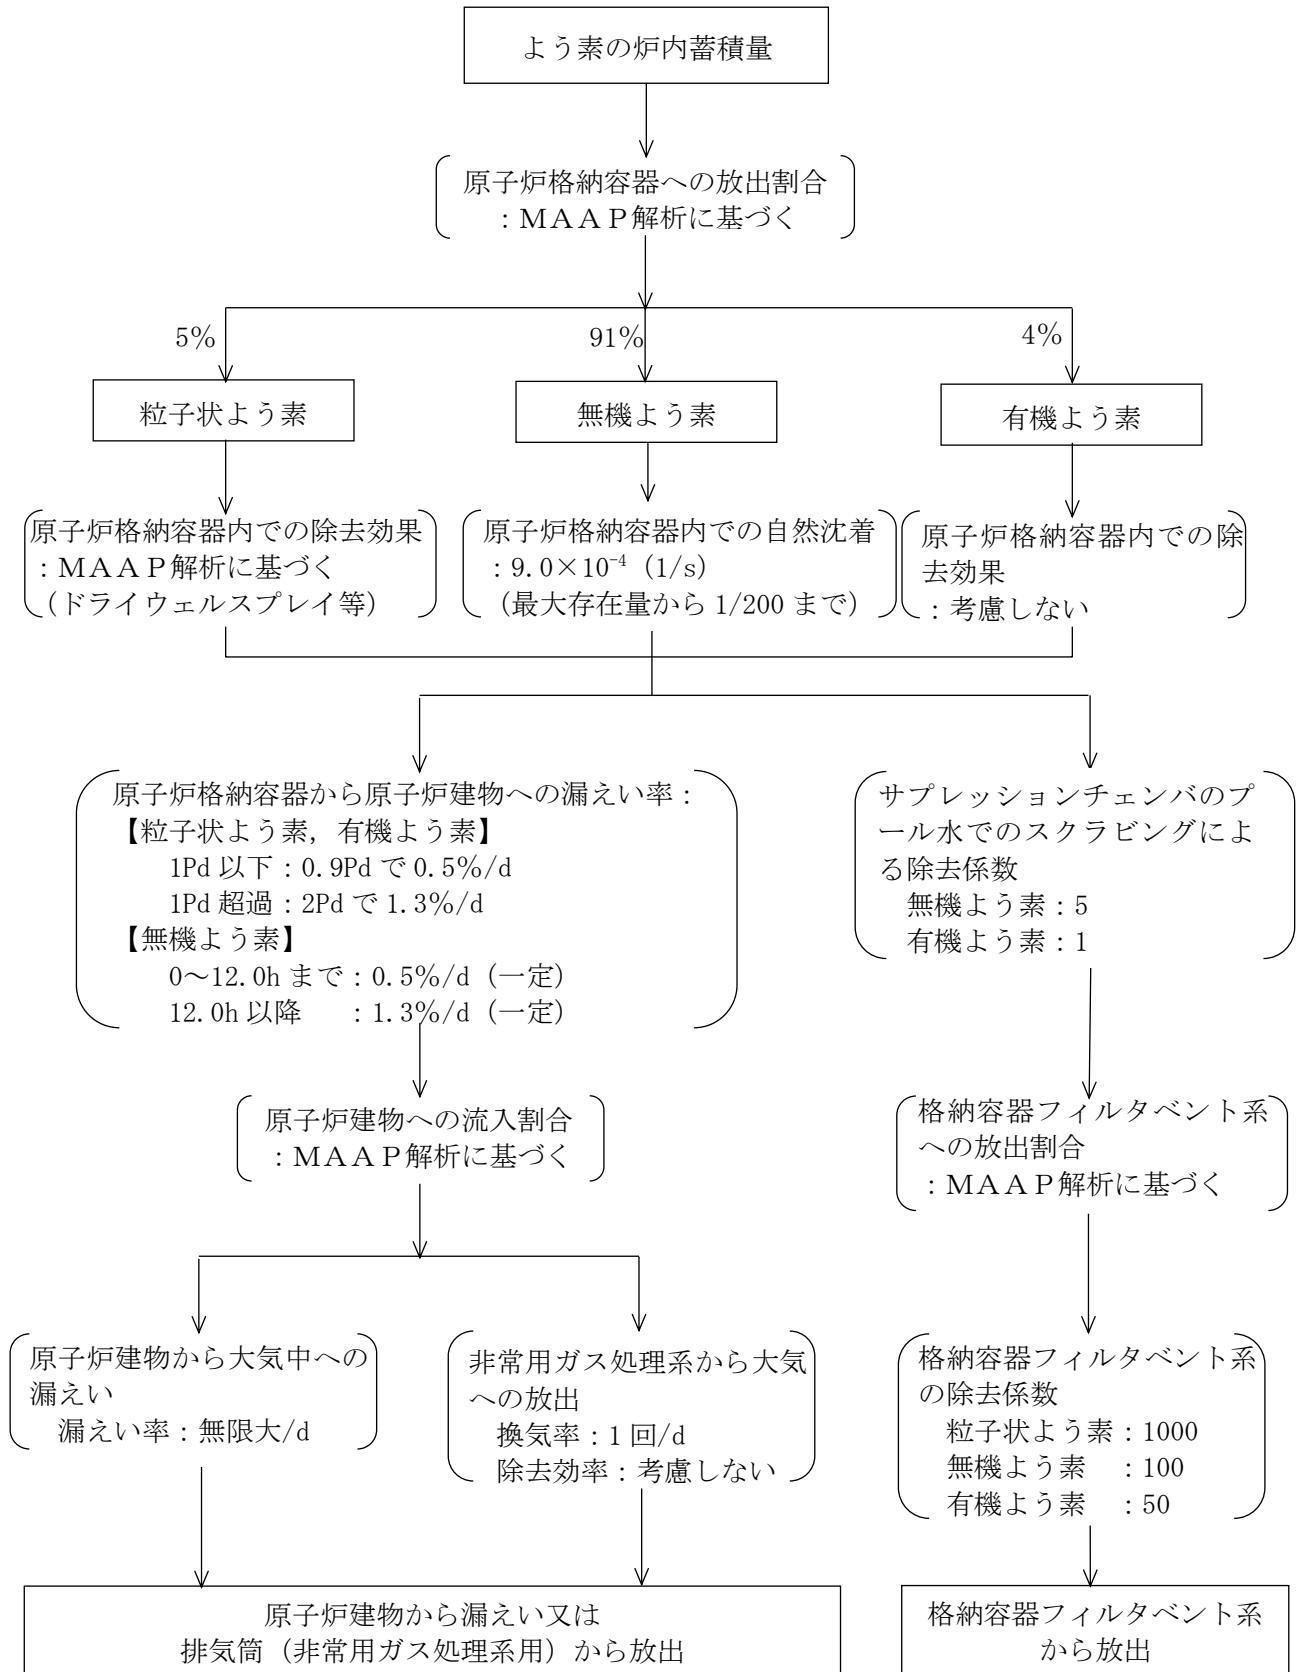 よう素の炉内蓄積量
原子炉格納容器への放出割合
:MAAP解析に基づく
5%
91%
4%
粒子状よう素
無機よう素
有機よう素
原子炉格納容器内での除去効果
:MAAP解析に基づく
(ドライウェルスプレイ等)
原子炉格納容器内での自然沈着
:9.0×10⁻⁴(1/s)
(最大存在量から 1/200 まで)
原子炉格納容器内での除
去効果
:考慮しない
原子炉格納容器から原子炉建物への漏えい率:
【粒子状よう素,有機よう素】
1Pd 以下:0.9Pd で 0.5%/d
1Pd 超過:2Pd で 1.3%/d
【無機よう素】
0~12.0h まで:0.5%/d(一定)
12.0h 以降 :1.3%/d(一定)
サプレッションチェンバのプ
ール水でのスクラビングによ
る除去係数
無機よう素:5
有機よう素:1
原子炉建物への流入割合
:MAAP解析に基づく
格納容器フィルタベント系
への放出割合
:MAAP解析に基づく
原子炉建物から大気中への
漏えい
漏えい率:無限大/d
非常用ガス処理系から大気
への放出
換気率:1 回/d
除去効率:考慮しない
格納容器フィルタベント系
の除去係数
粒子状よう素:1000
無機よう素 :100
有機よう素 :50
原子炉建物から漏えい又は
排気筒(非常用ガス処理系用)から放出
格納容器フィルタベント系
から放出